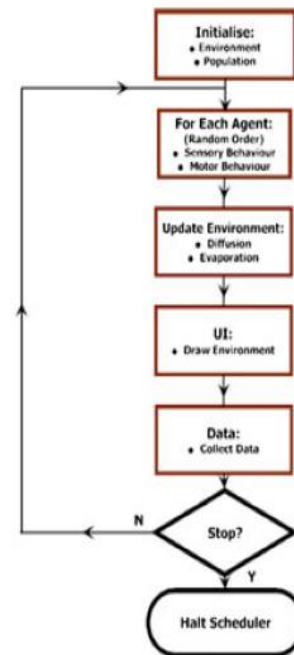 Initialise:
• Environment
• Population
For Each Agent:
(Random Order)
• Sensory Behaviour
• Motor Behaviour
Update Environment:
• Diffusion
• Evaporation
UI:
• Draw Environment
Data:
• Collect Data
N
Stop?
Y
Halt Scheduler